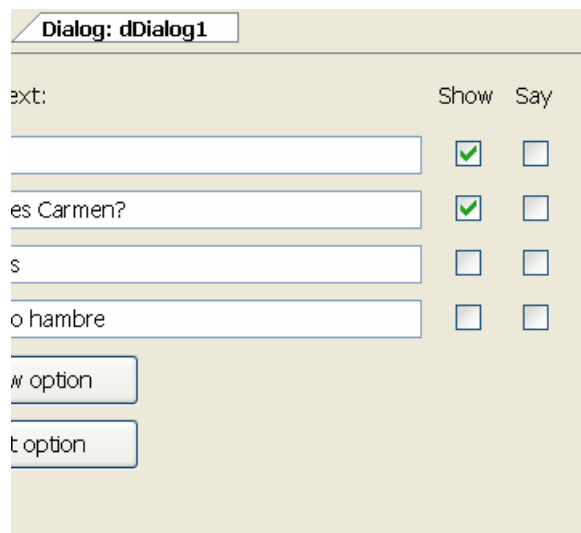 Dialog: dDialog1
ext: Show Say
es Carmen?
s
o hambre
w option
t option